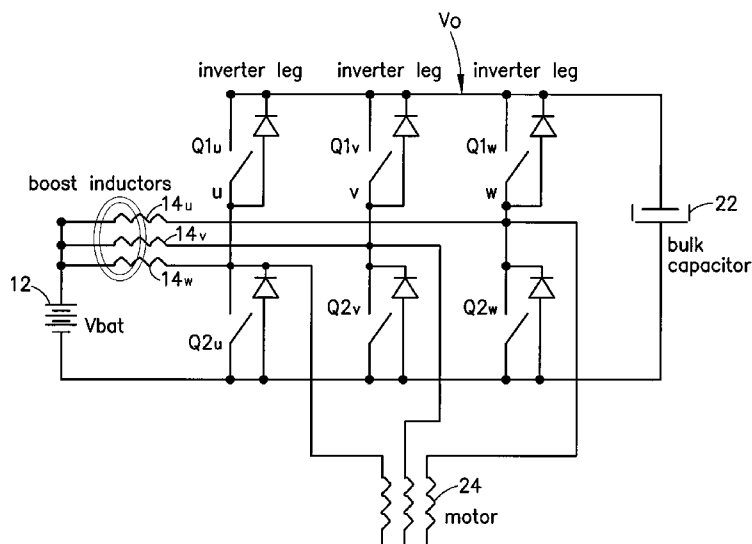 Vo
inverter leg inverter leg inverter leg
Q1u Q1v Q1w
u v w
boost inductors
14u
14v
14w
22
bulk
capacitor
12
Vbat
Q2u Q2v Q2w
24
motor